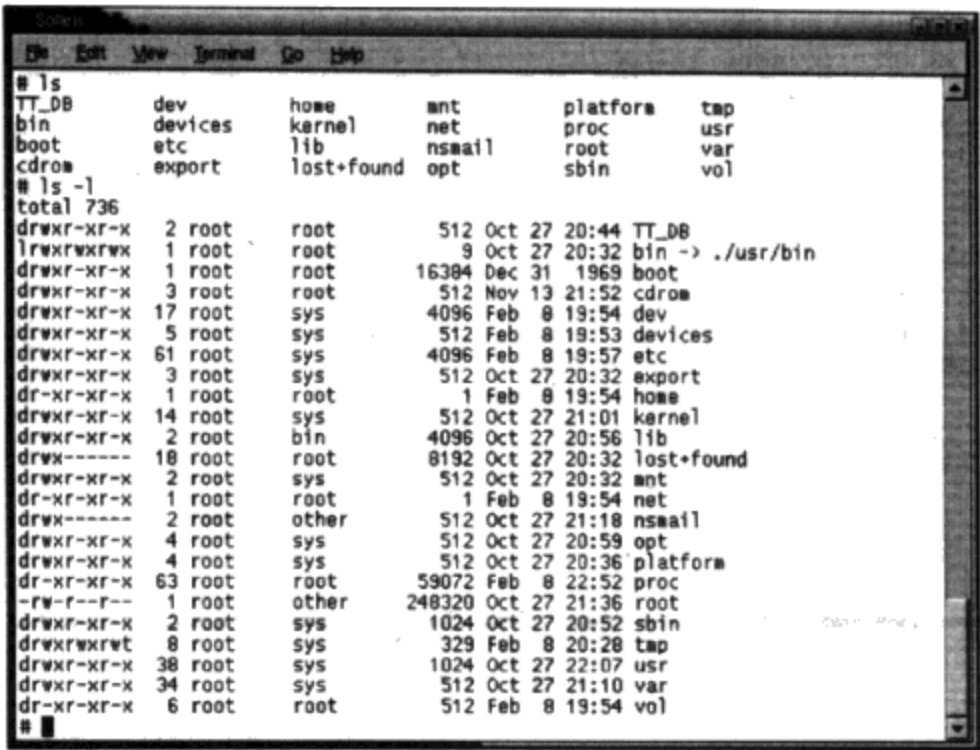 Solaris
File Edit View Terminal Go Help
# ls
TT_DB dev home mnt platform tmp
bin devices kernel net proc usr
boot etc lib nsmail root var
cdrom export lost+found opt sbin vol
# ls -l
total 736
drwxr-xr-x 2 root root 512 Oct 27 20:44 TT_DB
lrwxrwxrwx 1 root root 9 Oct 27 20:32 bin -> ./usr/bin
drwxr-xr-x 1 root root 16384 Dec 31 1969 boot
drwxr-xr-x 3 root root 512 Nov 13 21:52 cdrom
drwxr-xr-x 17 root sys 4096 Feb 8 19:54 dev
drwxr-xr-x 5 root sys 512 Feb 8 19:53 devices
drwxr-xr-x 61 root sys 4096 Feb 8 19:57 etc
drwxr-xr-x 3 root sys 512 Oct 27 20:32 export
dr-xr-xr-x 1 root root 1 Feb 8 19:54 home
drwxr-xr-x 14 root sys 512 Oct 27 21:01 kernel
drwxr-xr-x 2 root bin 4096 Oct 27 20:56 lib
drwx------ 18 root root 8192 Oct 27 20:32 lost+found
drwxr-xr-x 2 root sys 512 Oct 27 20:32 mnt
dr-xr-xr-x 1 root root 1 Feb 8 19:54 net
drwx------ 2 root other 512 Oct 27 21:18 nsmail
drwxr-xr-x 4 root sys 512 Oct 27 20:59 opt
drwxr-xr-x 4 root sys 512 Oct 27 20:36 platform
dr-xr-xr-x 63 root root 59072 Feb 8 22:52 proc
-rw-r--r-- 1 root other 248320 Oct 27 21:36 root
drwxr-xr-x 2 root sys 1024 Oct 27 20:52 sbin
drwxrwxrwt 8 root sys 329 Feb 8 20:28 tmp
drwxr-xr-x 38 root sys 1024 Oct 27 22:07 usr
drwxr-xr-x 34 root sys 512 Oct 27 21:10 var
dr-xr-xr-x 6 root root 512 Feb 8 19:54 vol
#